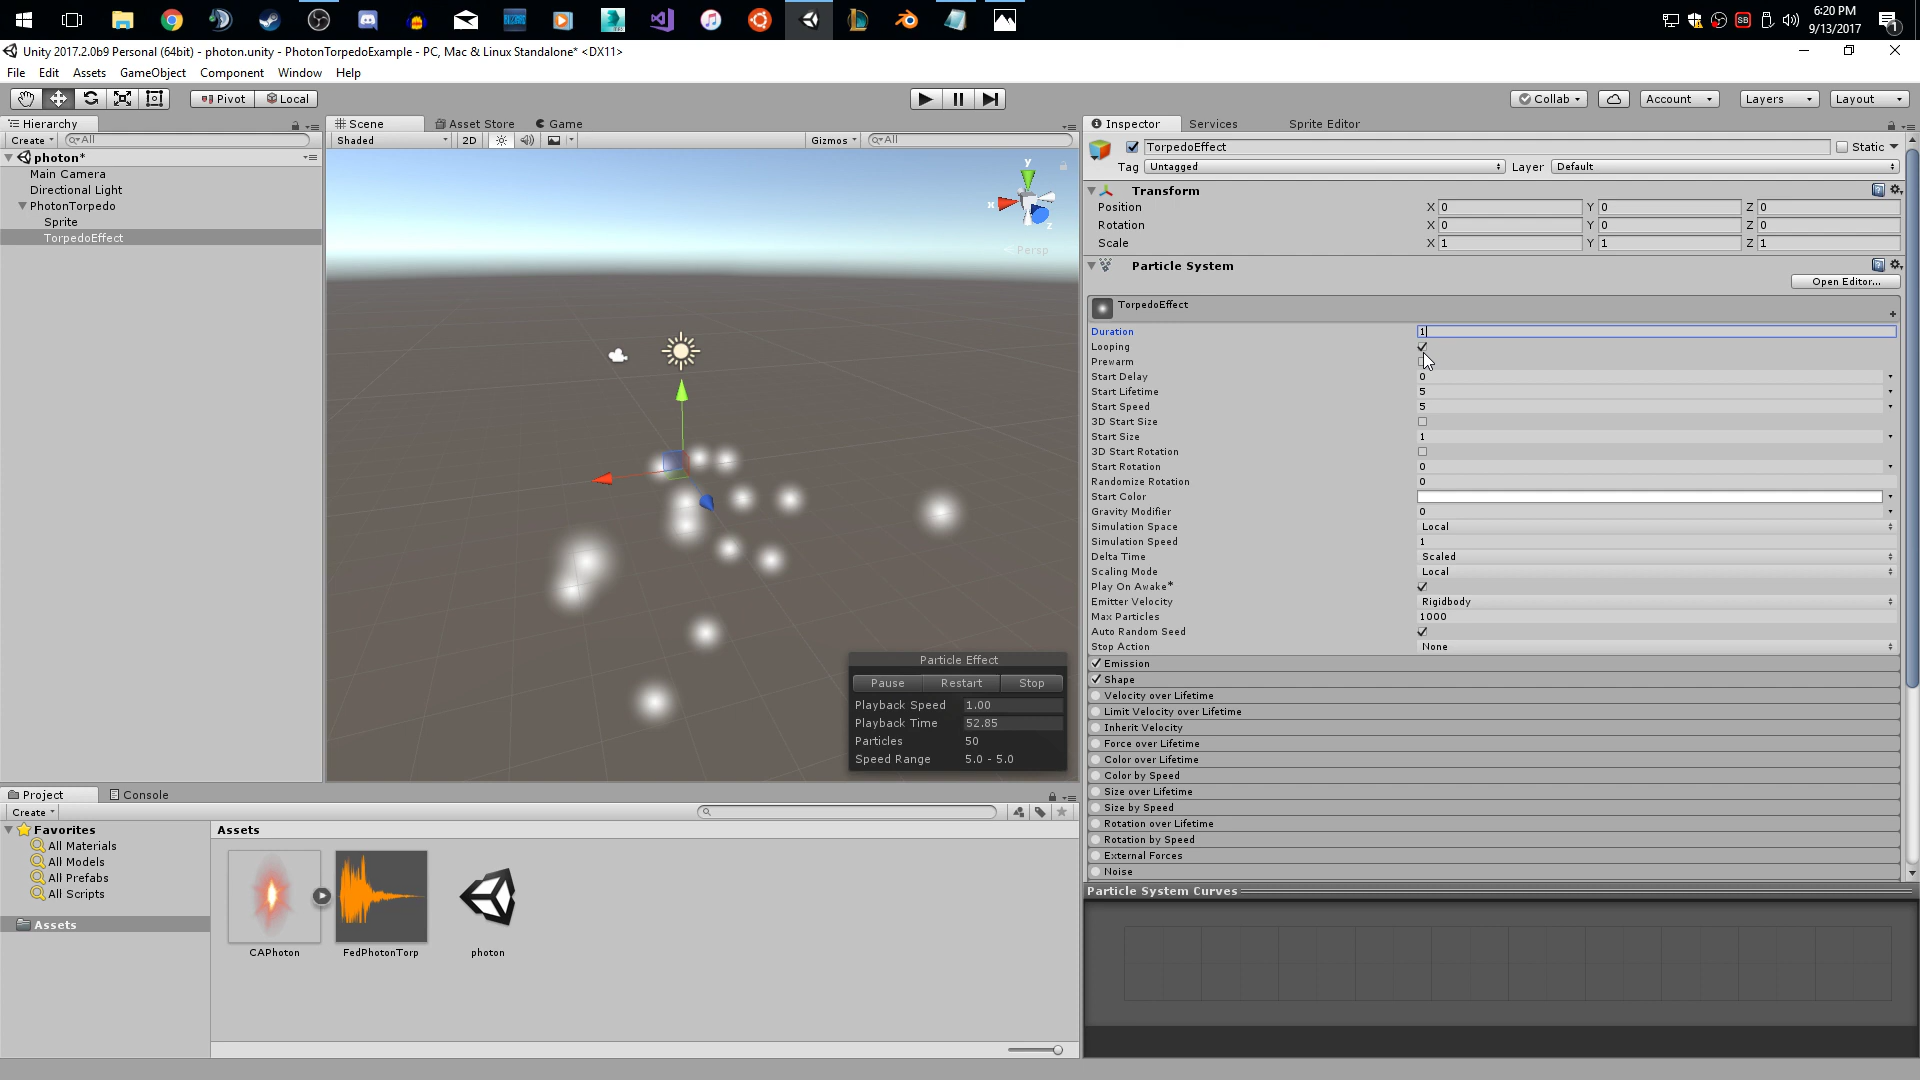 6:20 PM
9/13/2017
SB
1
Unity 2017.2.0b9 Personal (64bit) - photon.unity - PhotonTorpedoExample - PC, Mac & Linux Standalone* <DX11>
File Edit Assets GameObject Component Window Help
Pivot Local Collab Account Layers Layout
Hierarchy
Create All
photon*
Main Camera
Directional Light
PhotonTorpedo
Sprite
TorpedoEffect
Scene Asset Store Game
Shaded 2D Gizmos All
y
x
z
Persp
Particle Effect
Pause Restart Stop
Playback Speed 1.00
Playback Time 52.85
Particles 50
Speed Range 5.0 - 5.0
Inspector Services Sprite Editor
TorpedoEffect Static
Tag Untagged Layer Default
Transform
Position X 0 Y 0 Z 0
Rotation X 0 Y 0 Z 0
Scale X 1 Y 1 Z 1
Particle System
Open Editor...
TorpedoEffect
Duration 1
Looping
Prewarm
Start Delay 0
Start Lifetime 5
Start Speed 5
3D Start Size
Start Size 1
3D Start Rotation
Start Rotation 0
Randomize Rotation 0
Start Color
Gravity Modifier 0
Simulation Space Local
Simulation Speed 1
Delta Time Scaled
Scaling Mode Local
Play On Awake*
Emitter Velocity Rigidbody
Max Particles 1000
Auto Random Seed
Stop Action None
Emission
Shape
Velocity over Lifetime
Limit Velocity over Lifetime
Inherit Velocity
Force over Lifetime
Color over Lifetime
Color by Speed
Size over Lifetime
Size by Speed
Rotation over Lifetime
Rotation by Speed
External Forces
Noise
Particle System Curves
Project Console
Create
Favorites
All Materials
All Models
All Prefabs
All Scripts
Assets
Assets
CAPhoton FedPhotonTorp photon